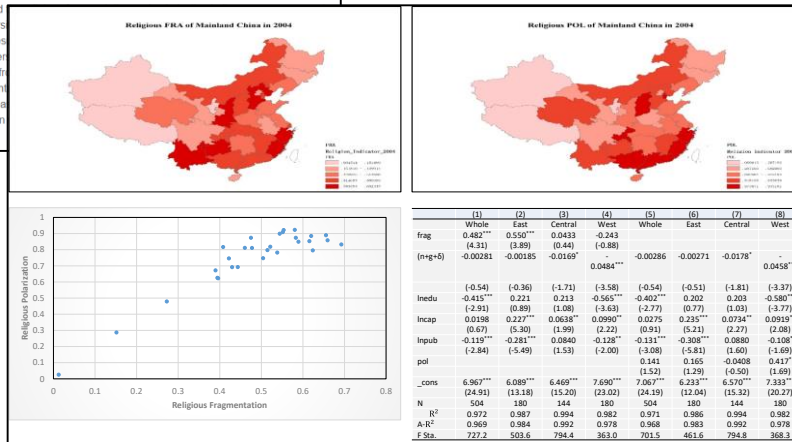 Religious FRA of Mainland China in 2004
FRA
Religion_Indicator_2004
Religious POL of Mainland China in 2004
POL
Religion Indicator 2004
Religious Polarization
1
0.9
0.8
0.7
0.6
0.5
0.4
0.3
0.2
0.1
0
0 0.1 0.2 0.3 0.4 0.5 0.6 0.7 0.8
Religious Fragmentation
(1) (2) (3) (4) (5) (6) (7) (8)
Whole East Central West Whole East Central West
frag 0.482*** 0.550*** 0.0433 -0.243
(4.31) (3.89) (0.44) (-0.88)
(n+g+δ) -0.00281 -0.00185 -0.0169* -0.0484*** -0.00286 -0.00271 -0.0178* -0.0458**
(-0.54) (-0.36) (-1.71) (-3.58) (-0.54) (-0.51) (-1.81) (-3.37)
lnedu -0.415*** 0.221 0.213 -0.565*** -0.402*** 0.202 0.203 -0.580**
(-2.91) (0.89) (1.08) (-3.63) (-2.77) (0.77) (1.03) (-3.77)
lncap 0.0198 0.227*** 0.0638** 0.0990** 0.0275 0.235*** 0.0734** 0.0919*
(0.67) (5.30) (1.99) (2.22) (0.91) (5.21) (2.27) (2.08)
lnpub -0.119*** -0.281*** 0.0840 -0.128** -0.131*** -0.308*** 0.0880 -0.108*
(-2.84) (-5.49) (1.53) (-2.00) (-3.08) (-5.81) (1.60) (-1.69)
pol 0.141 0.165 -0.0408 0.417*
(1.52) (1.29) (-0.50) (1.69)
_cons 6.967*** 6.089*** 6.469*** 7.690*** 7.067*** 6.233*** 6.570*** 7.333**
(24.91) (13.18) (15.20) (23.02) (24.19) (12.04) (15.32) (20.27)
N 504 180 144 180 504 180 144 180
R² 0.972 0.987 0.994 0.982 0.971 0.986 0.994 0.982
A-R² 0.969 0.984 0.992 0.978 0.968 0.983 0.992 0.978
F Sta. 727.2 503.6 794.4 363.0 701.5 461.6 794.8 368.3